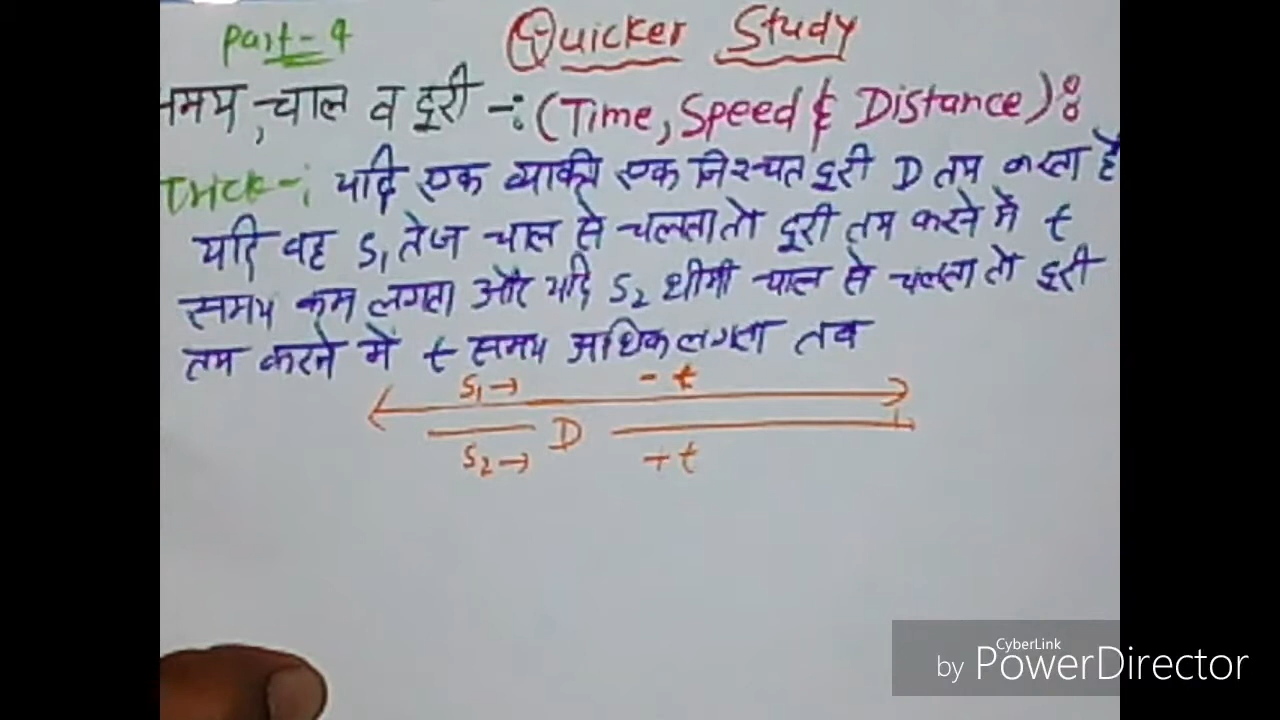 Part-4
Quicker Study
समय, चाल व दूरी -: (Time, Speed & Distance) :
Trick-: यदि एक व्यक्ति एक निश्चत दूरी D तय करता है
यदि वह S1 तेज चाल से चलता तो दूरी तय करने में t
समय कम लगता और यदि S2 धीमी चाल से चलता तो दूरी
तय करने में t समय अधिक लगता तब
S1→ - t
D
S2→ + t
CyberLink
by PowerDirector